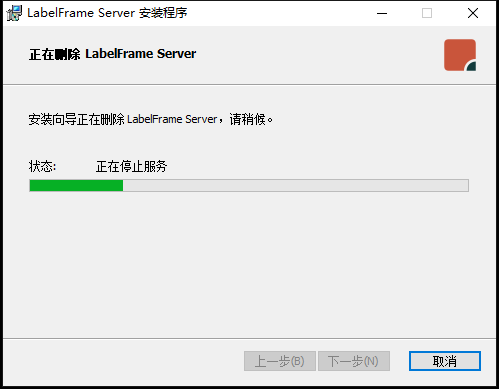 LabelFrame Server 安装程序
正在删除 LabelFrame Server
安装向导正在删除 LabelFrame Server，请稍候。
状态: 正在停止服务
上一步(B) 下一步(N) 取消